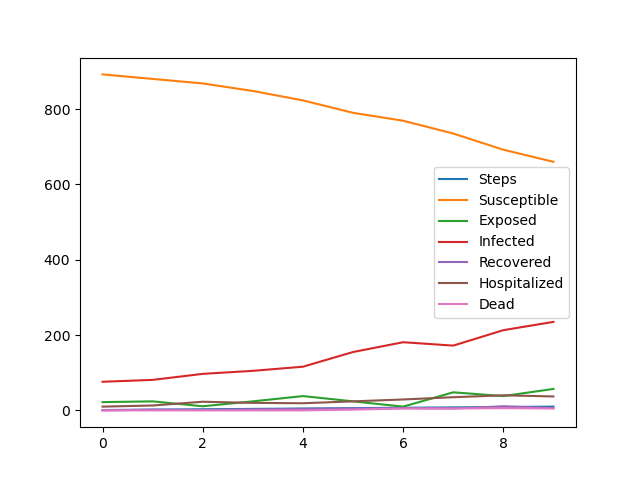 800
600
400
200
0
0 2 4 6 8
Steps
Susceptible
Exposed
Infected
Recovered
Hospitalized
Dead